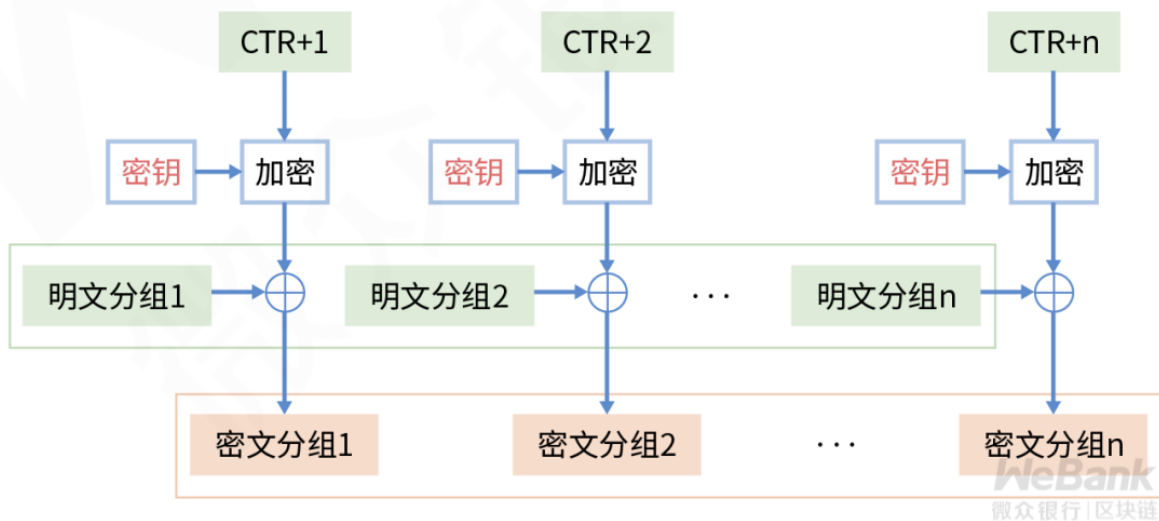 CTR+1 CTR+2 CTR+n
密钥 加密 密钥 加密 密钥 加密
明文分组1 明文分组2 ··· 明文分组n
密文分组1 密文分组2 ··· 密文分组n
WeBank
微众银行|区块链